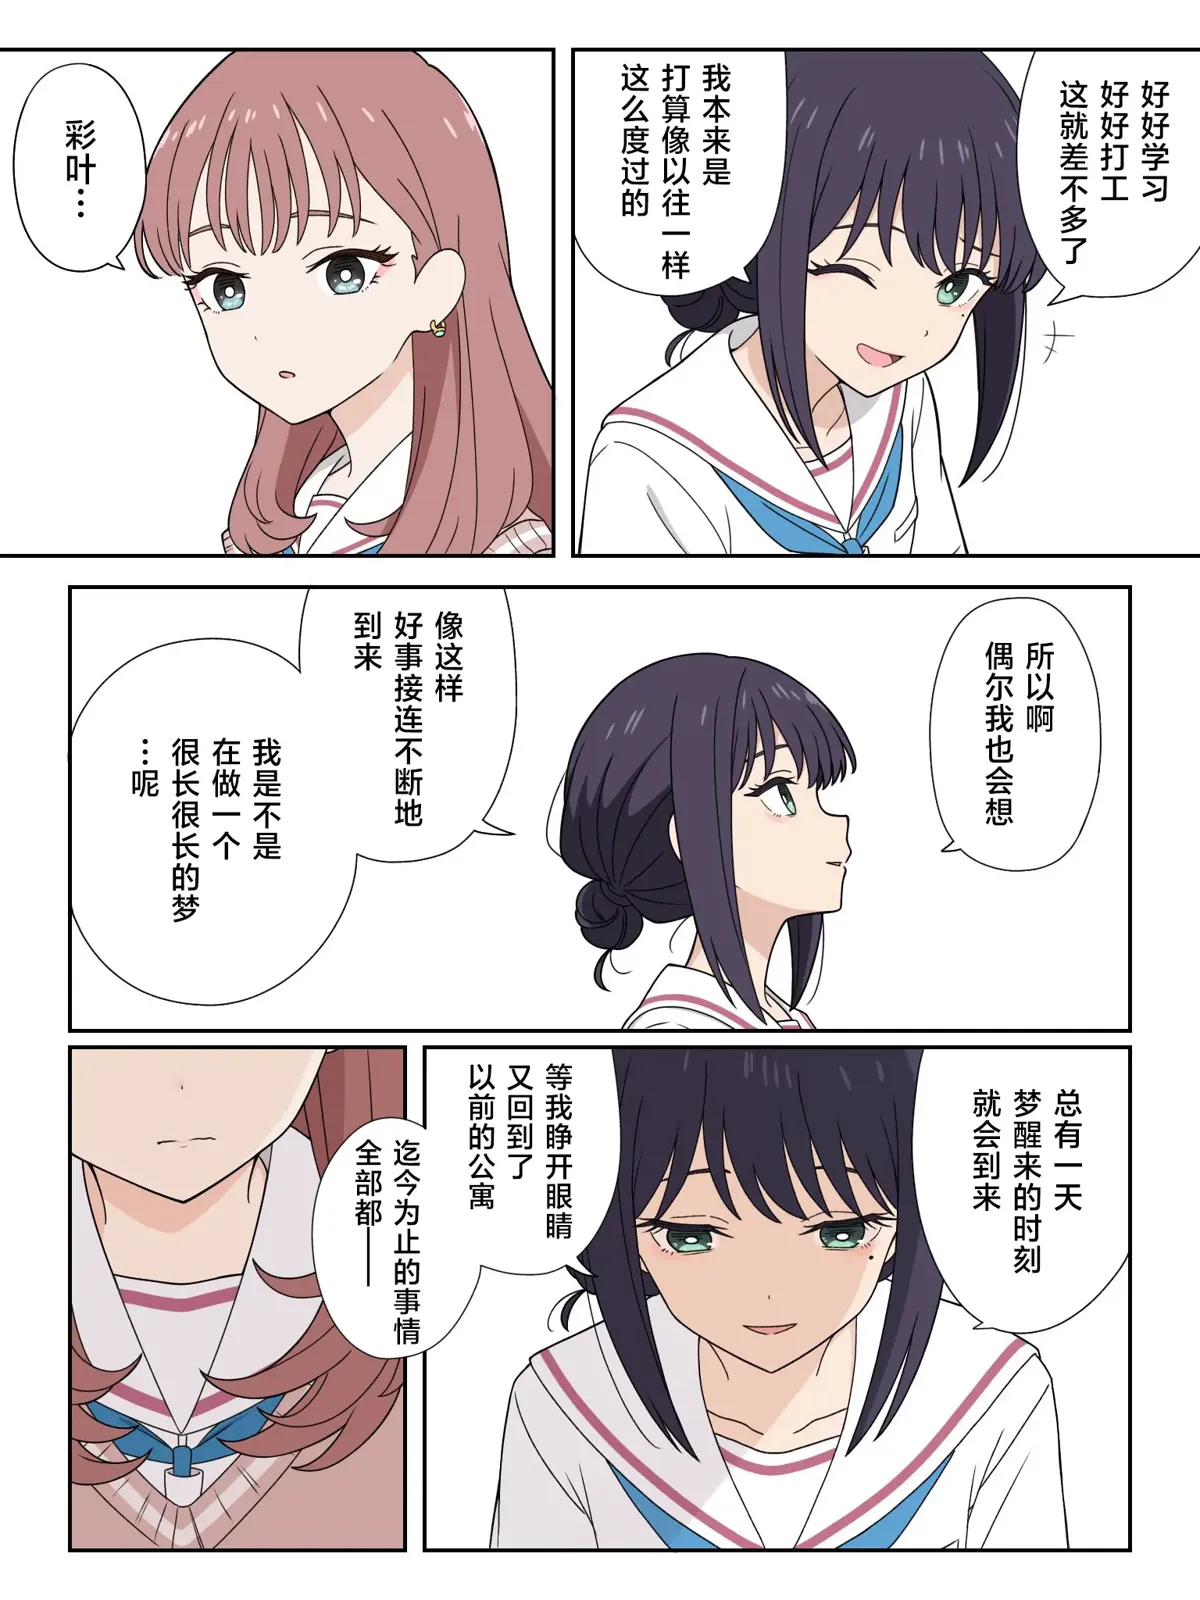 好好学习
好好打工
这就差不多了
我本来是
打算像以往一样
这么度过的
彩叶…
所以啊
偶尔我也会想
像这样
好事接连不断地
到来
我是不是
在做一个
很长很长的梦
…呢
总有一天
梦醒来的时刻
就会到来
等我睁开眼睛
又回到了
以前的公寓
迄今为止的事情
全部都——